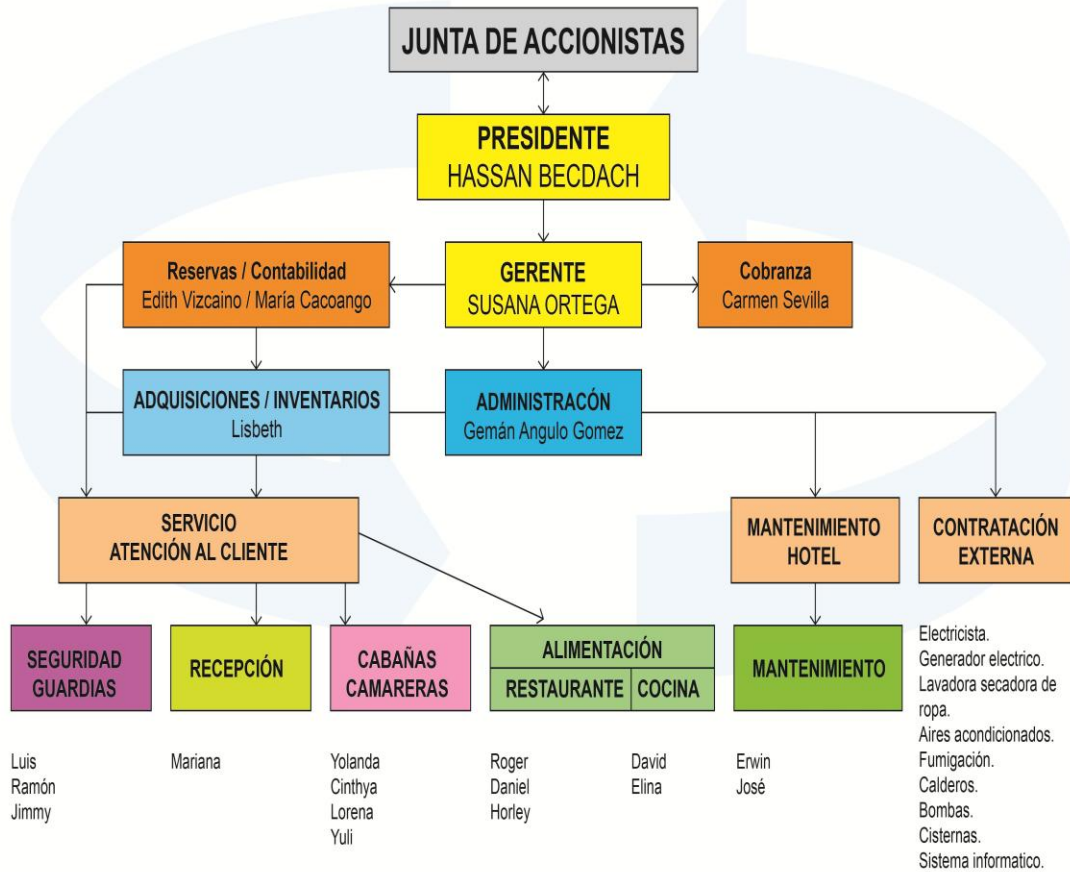 JUNTA DE ACCIONISTAS
PRESIDENTE
HASSAN BECDACH
Reservas / Contabilidad
Edith Vizcaino / María Cacoango
GERENTE
SUSANA ORTEGA
Cobranza
Carmen Sevilla
ADQUISICIONES / INVENTARIOS
Lisbeth
ADMINISTRACÓN
Gemán Angulo Gomez
SERVICIO
ATENCIÓN AL CLIENTE
MANTENIMIENTO
HOTEL
CONTRATACIÓN
EXTERNA
SEGURIDAD
GUARDIAS
RECEPCIÓN
CABAÑAS
CAMARERAS
ALIMENTACIÓN
RESTAURANTE
COCINA
MANTENIMIENTO
Luis
Ramón
Jimmy
Mariana
Yolanda
Cinthya
Lorena
Yuli
Roger
Daniel
Horley
David
Elina
Erwin
José
Electricista.
Generador electrico.
Lavadora secadora de
ropa.
Aires acondicionados.
Fumigación.
Calderos.
Bombas.
Cisternas.
Sistema informatico.